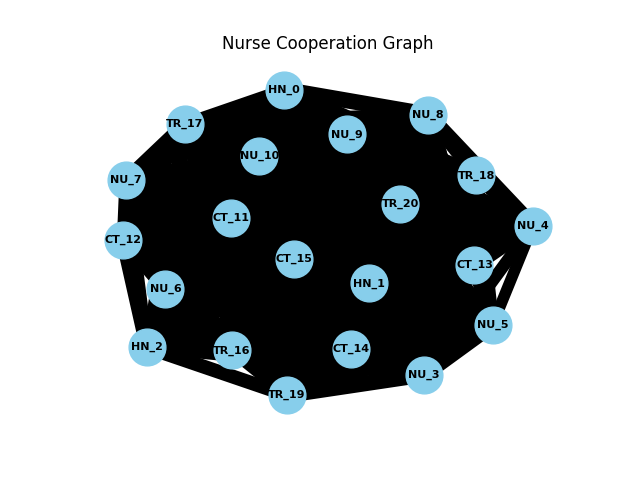 Nurse Cooperation Graph
HN_0
NU_8
TR_17
NU_9
NU_10
TR_18
NU_7
TR_20
CT_11
NU_4
CT_12
CT_15
CT_13
HN_1
NU_6
NU_5
HN_2
TR_16
CT_14
NU_3
TR_19